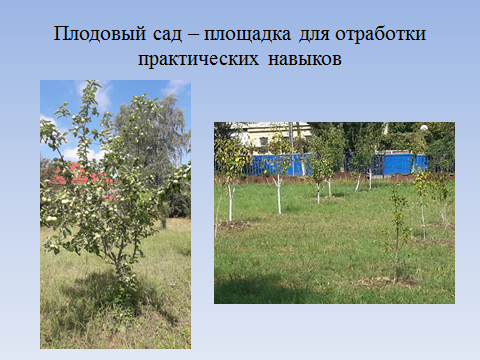 Плодовый сад – площадка для отработки
практических навыков